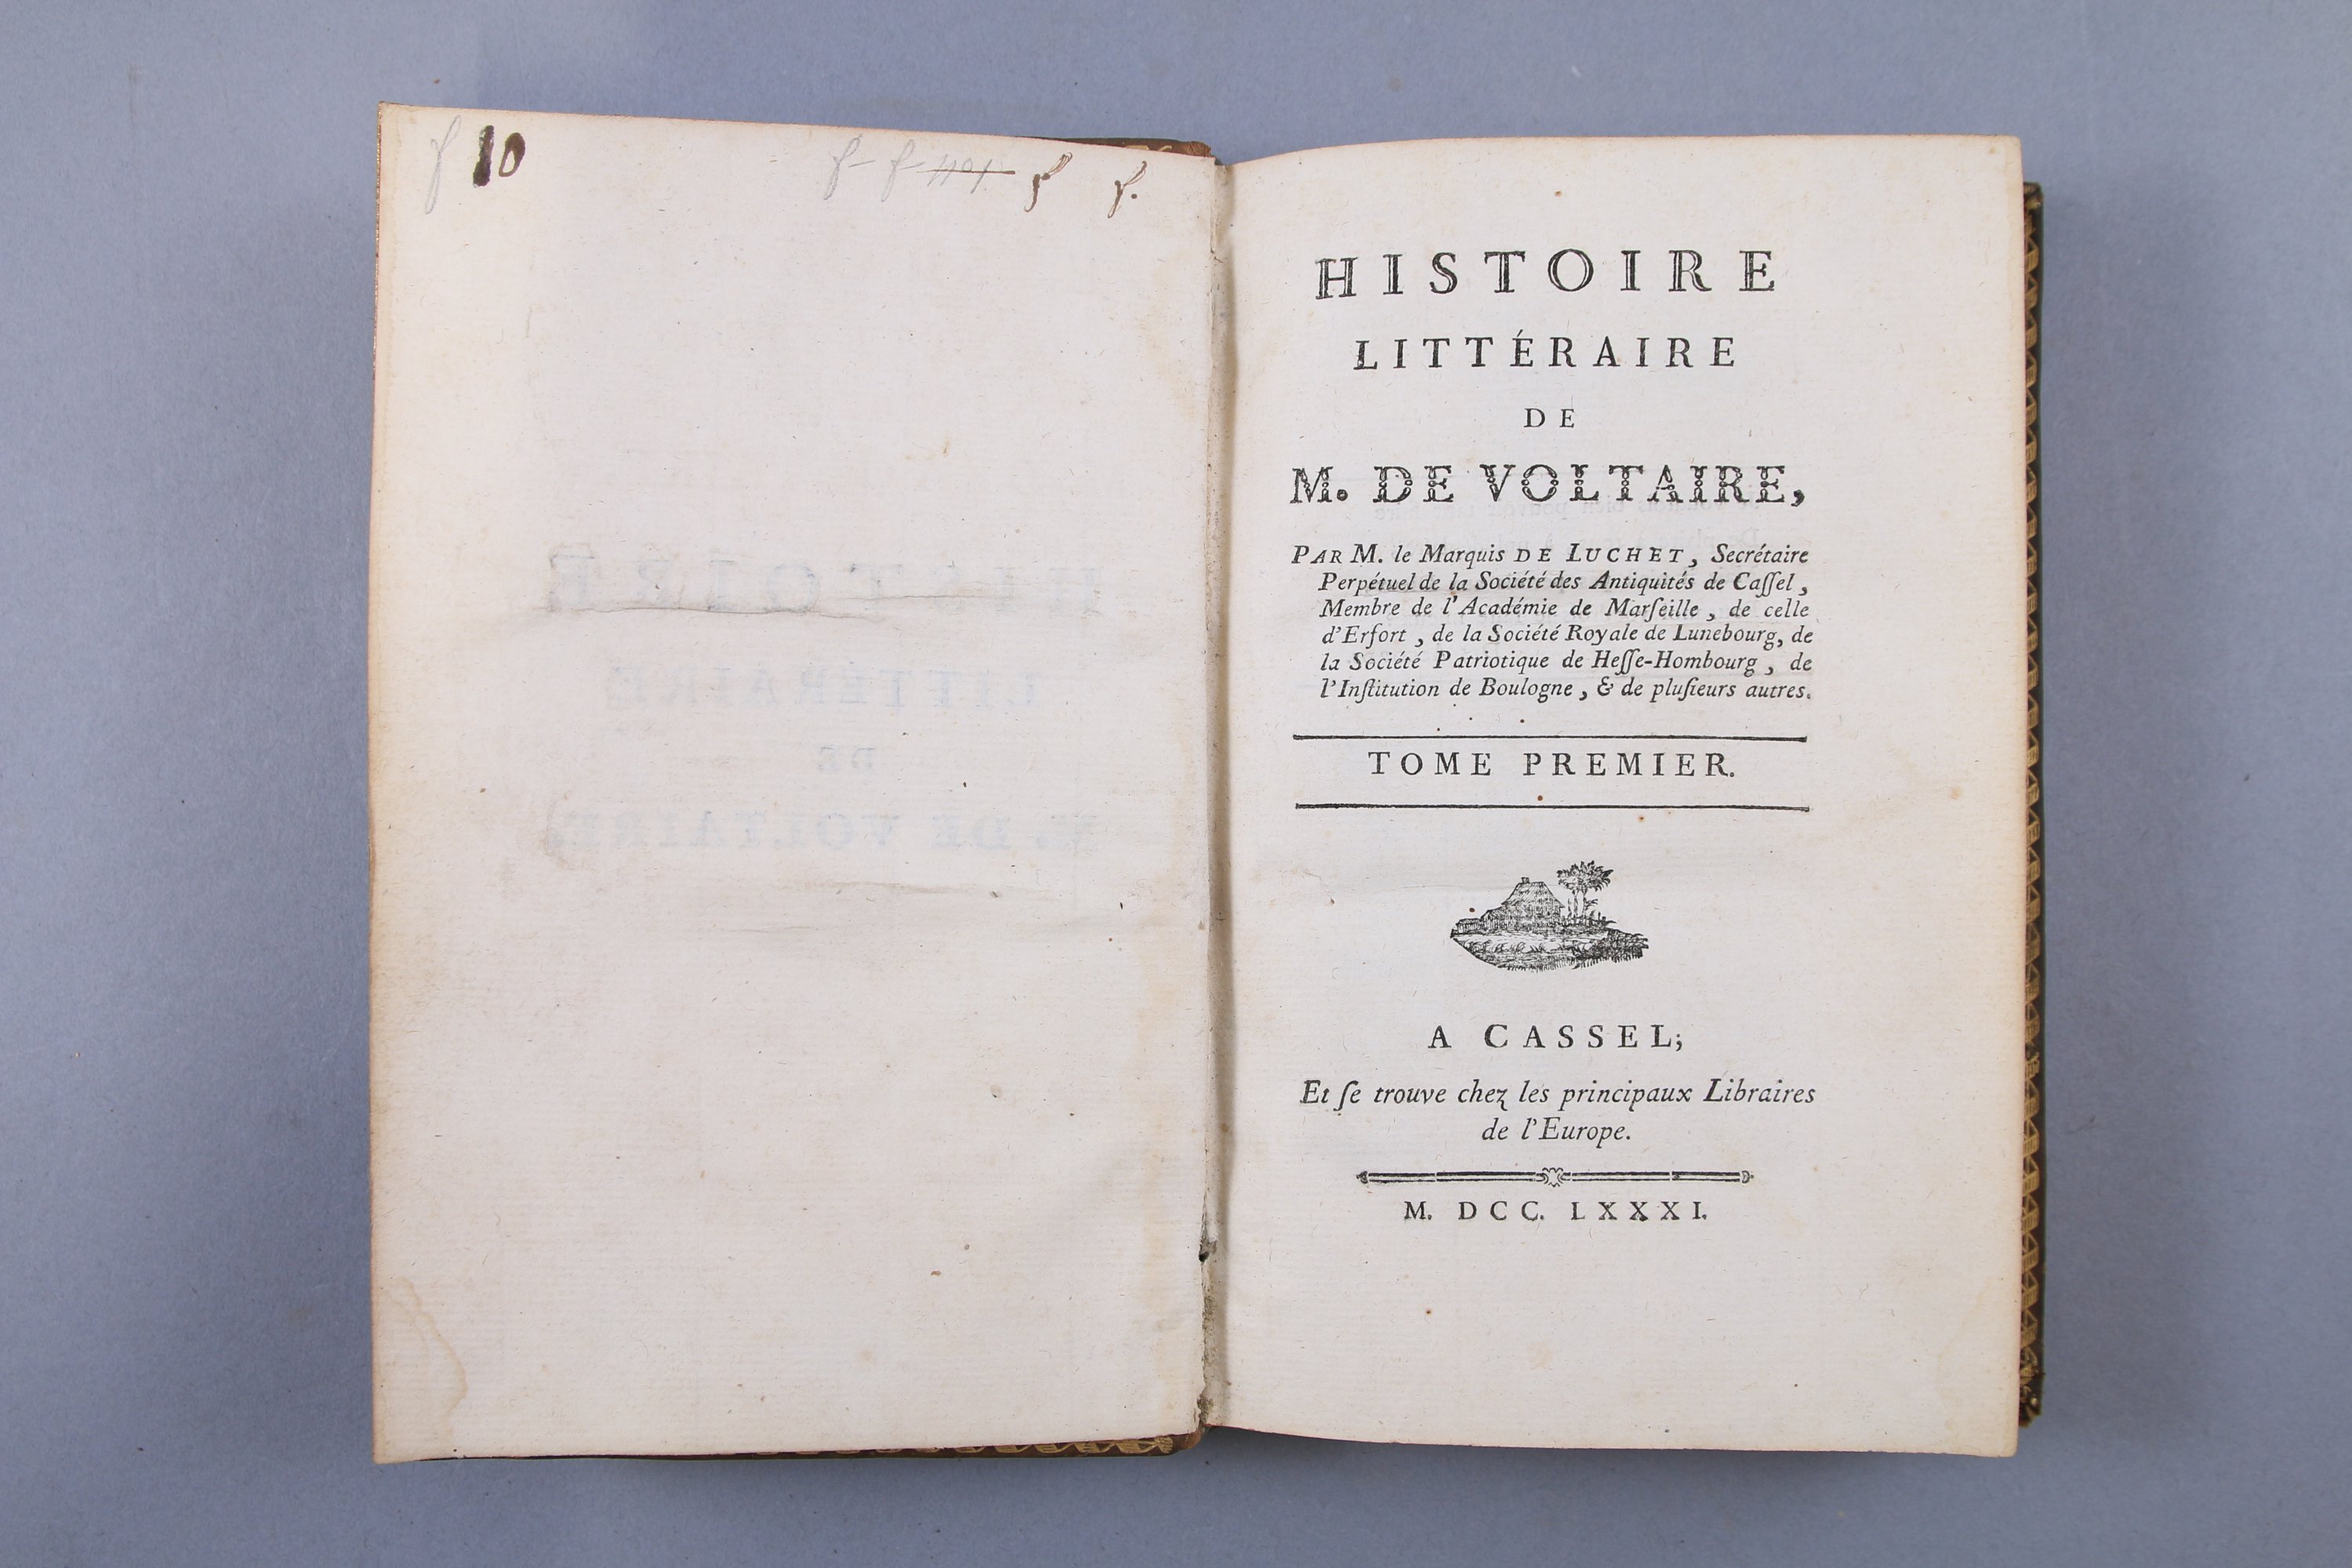 10
HISTOIRE
LITTÉRAIRE
DE
M. DE VOLTAIRE,
PAR M. le Marquis DE LUCHET, Secrétaire
Perpétuel de la Société des Antiquités de Caſſel,
Membre de l'Académie de Marſeille, de celle
d'Erfort, de la Société Royale de Lunebourg, de
la Société Patriotique de Heſſe-Hombourg, de
l'Inſtitution de Boulogne, & de pluſieurs autres.
TOME PREMIER.
A CASSEL;
Et ſe trouve chez les principaux Libraires
de l'Europe.
M. DCC. LXXXI.